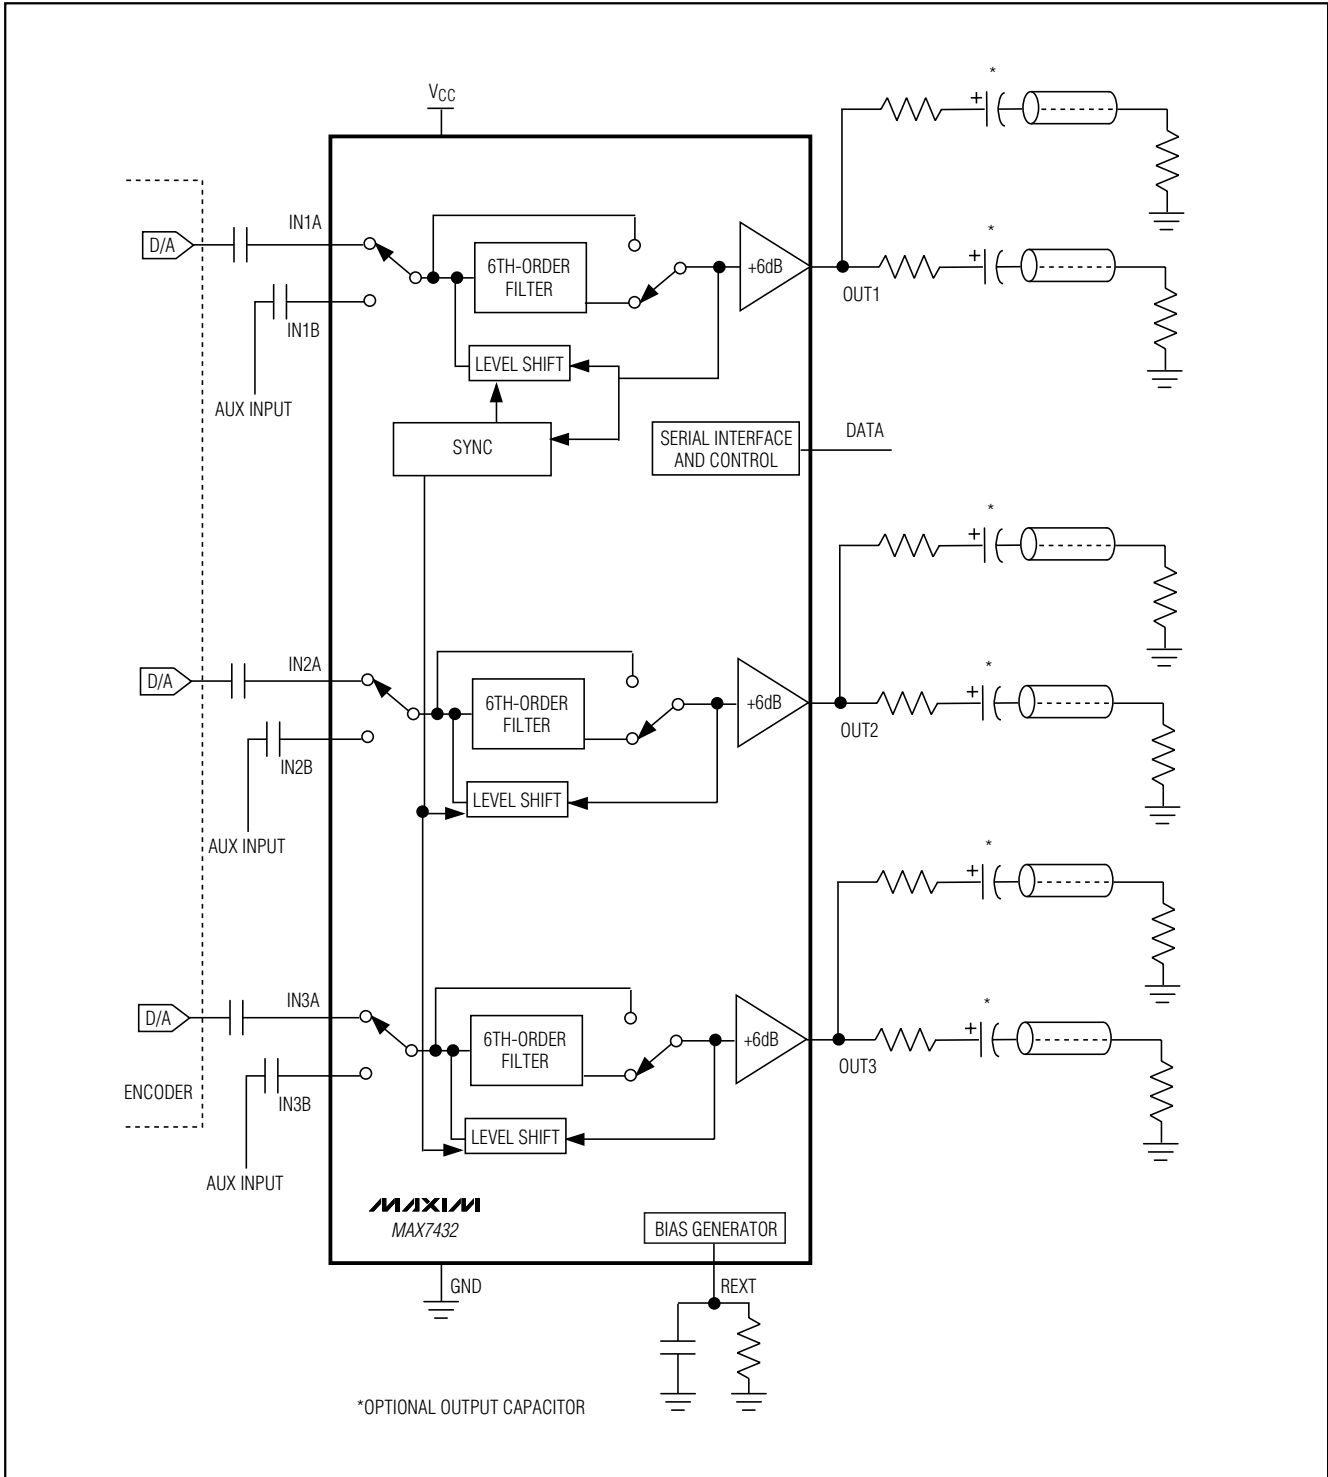 *
VCC
+
IN1A
D/A
*
6TH-ORDER
FILTER
+6dB
+
OUT1
IN1B
LEVEL SHIFT
AUX INPUT
SYNC
SERIAL INTERFACE
AND CONTROL
DATA
*
+
IN2A
D/A
*
6TH-ORDER
FILTER
+6dB
+
OUT2
IN2B
LEVEL SHIFT
AUX INPUT
*
+
IN3A
D/A
*
6TH-ORDER
FILTER
+6dB
+
OUT3
ENCODER
IN3B
LEVEL SHIFT
AUX INPUT
MAXIM
MAX7432
BIAS GENERATOR
GND
REXT
*OPTIONAL OUTPUT CAPACITOR